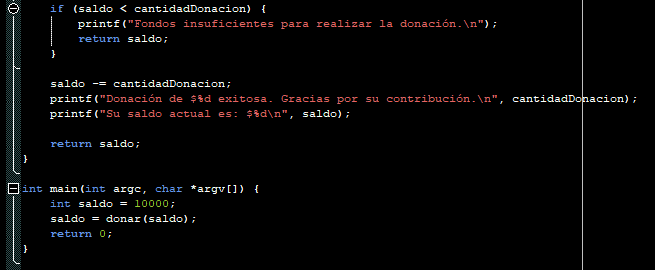 if (saldo < cantidadDonacion) {
printf("Fondos insuficientes para realizar la donación.\n");
return saldo;
}
saldo -= cantidadDonacion;
printf("Donación de $%d exitosa. Gracias por su contribución.\n", cantidadDonacion);
printf("Su saldo actual es: $%d\n", saldo);
return saldo;
}
int main(int argc, char *argv[]) {
int saldo = 10000;
saldo = donar(saldo);
return 0;
}